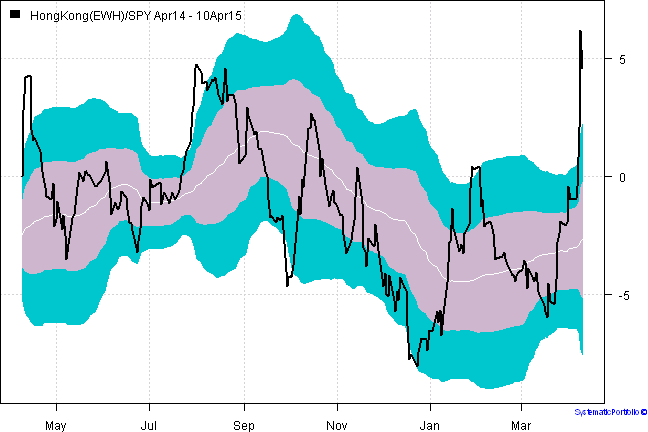 HongKong(EWH)/SPY Apr14 - 10Apr15
5
0
-5
May Jul Sep Nov Jan Mar
SystematicPortfolio ©